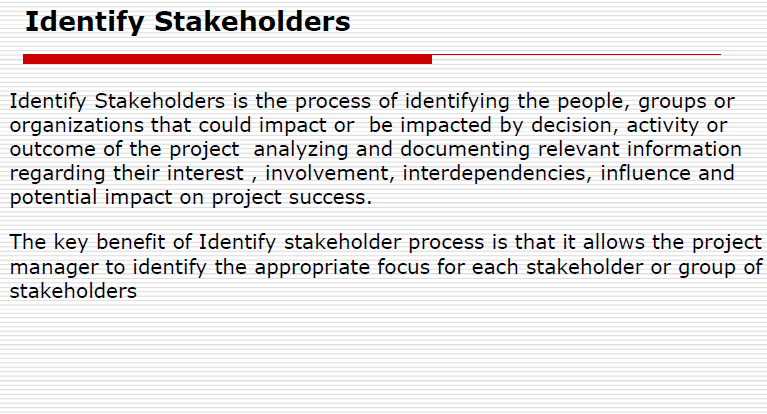 Identify Stakeholders
Identify Stakeholders is the process of identifying the people, groups or
organizations that could impact or  be impacted by decision, activity or
outcome of the project  analyzing and documenting relevant information
regarding their interest , involvement, interdependencies, influence and
potential impact on project success.
The key benefit of Identify stakeholder process is that it allows the project
manager to identify the appropriate focus for each stakeholder or group of
stakeholders